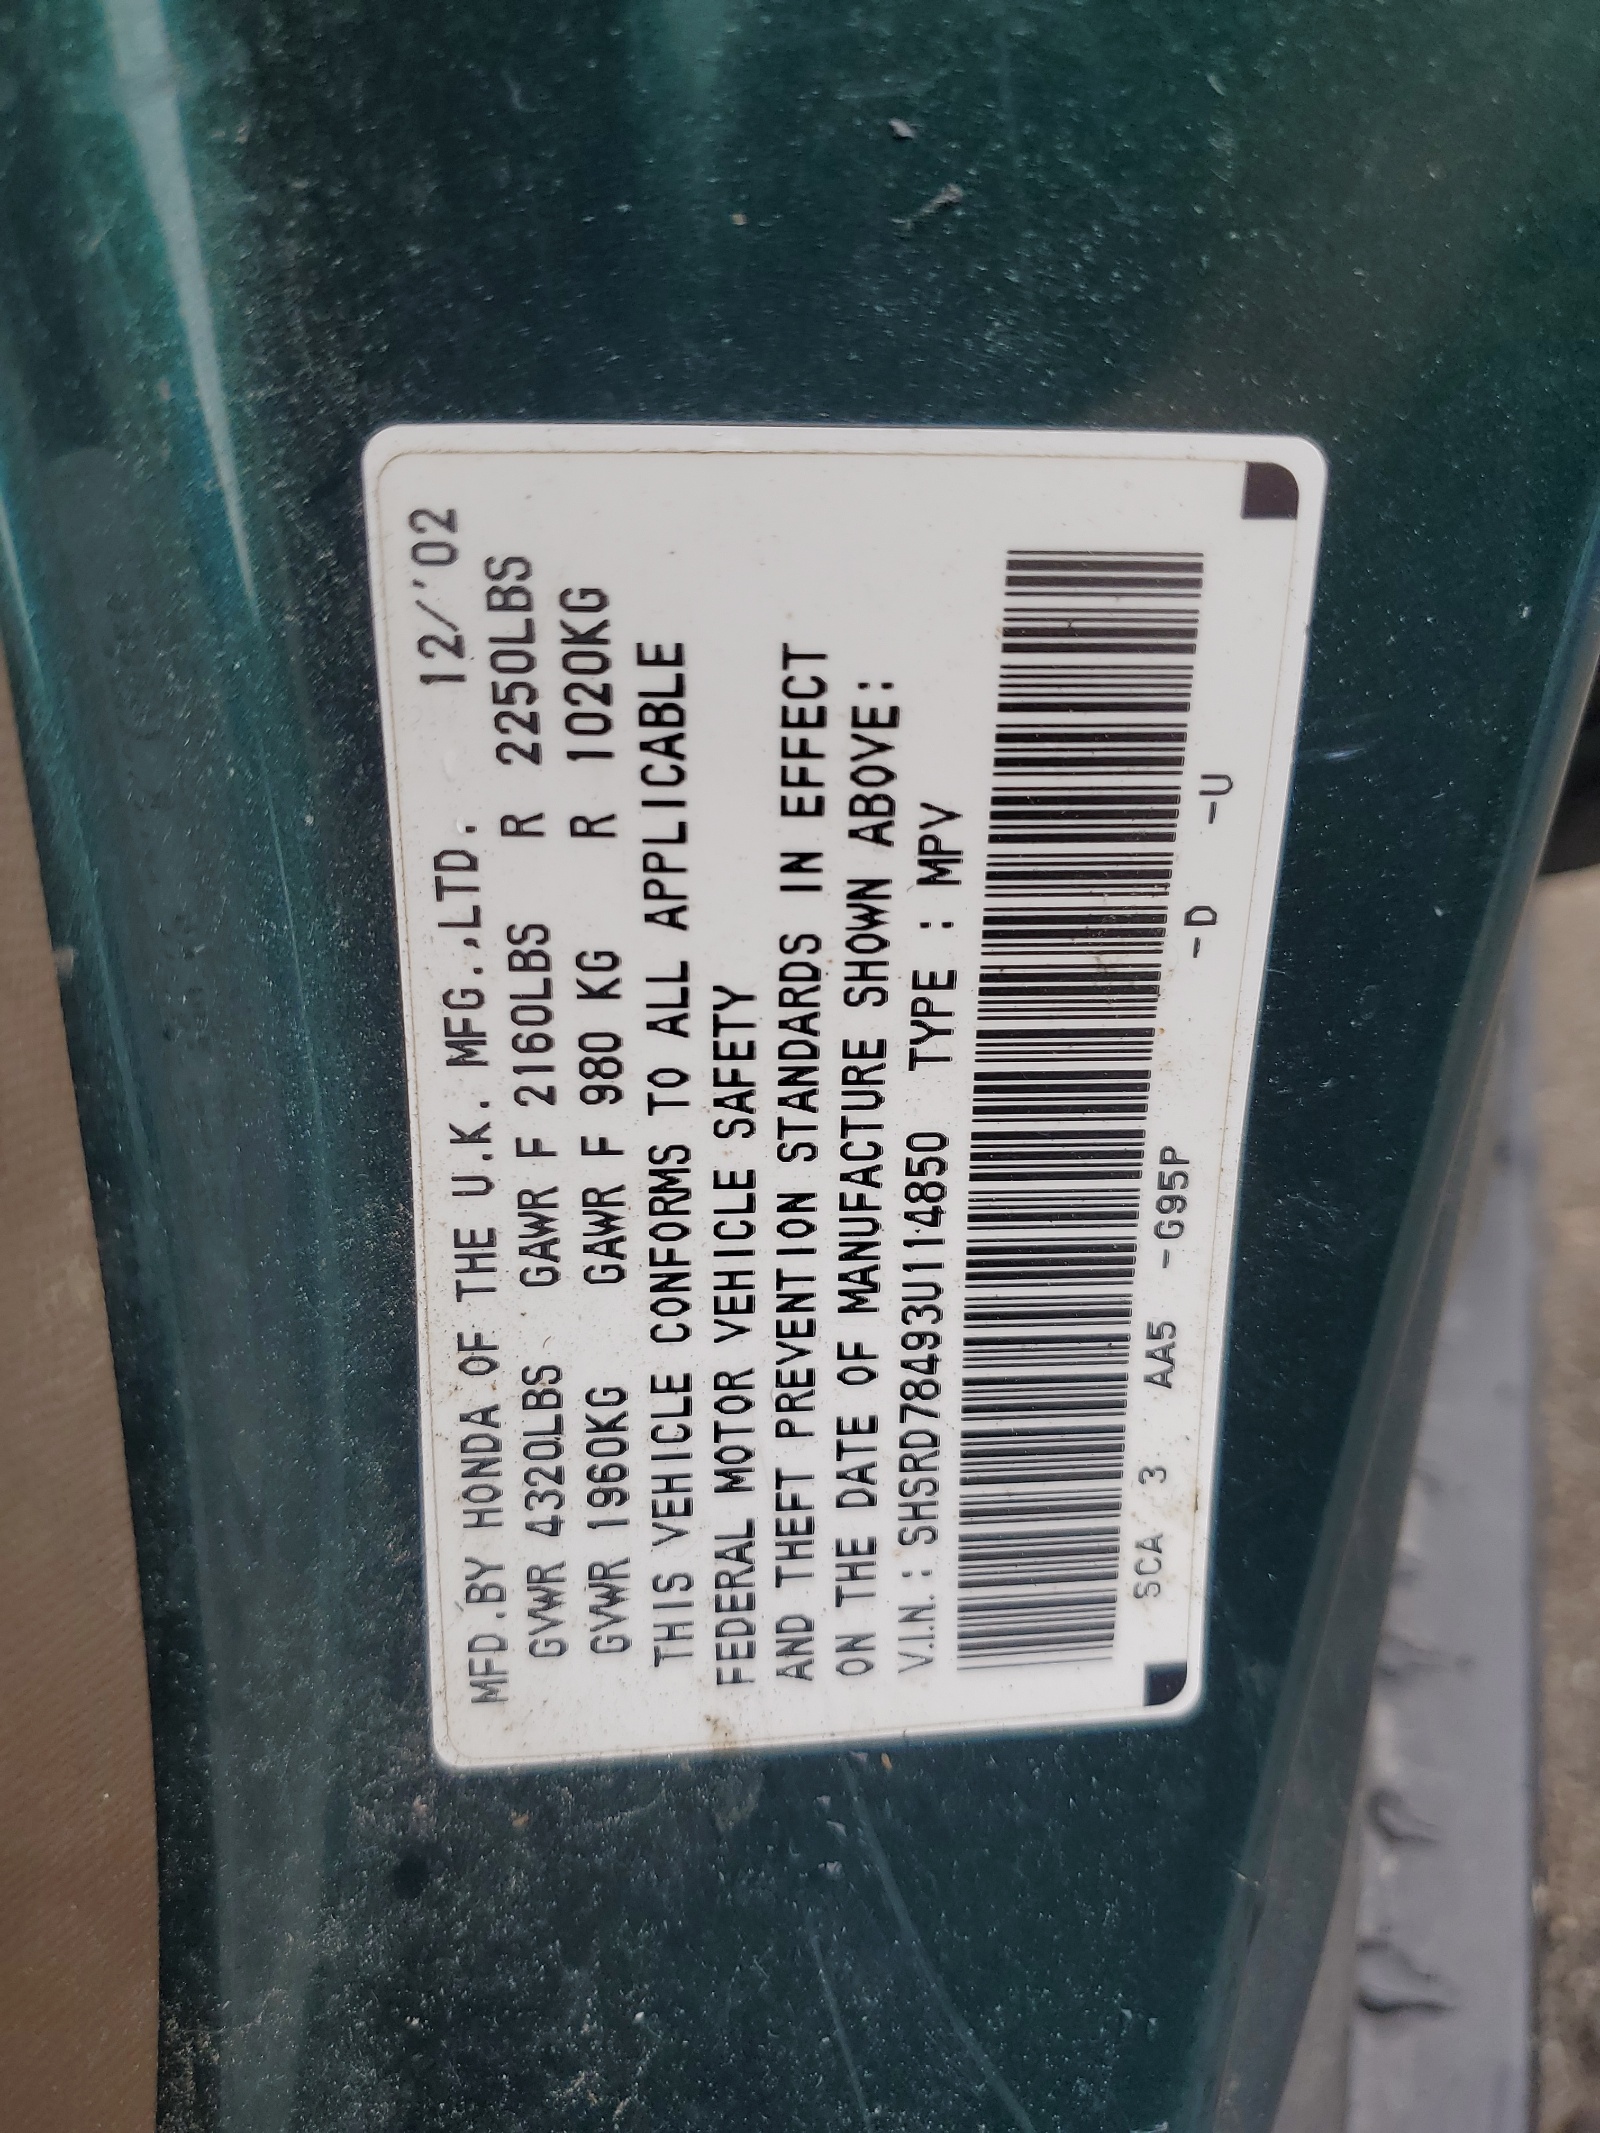 MFD.BY HONDA OF THE U.K. MFG.,LTD. 12/'02
GVWR 4320LBS GAWR F 2160LBS R 2250LBS
GVWR 1960KG GAWR F 980 KG R 1020KG
THIS VEHICLE CONFORMS TO ALL APPLICABLE
FEDERAL MOTOR VEHICLE SAFETY
AND THEFT PREVENTION STANDARDS IN EFFECT
ON THE DATE OF MANUFACTURE SHOWN ABOVE:
V.I.N.: SHSRD78493U114850 TYPE : MPV
SCA 3 AA5 -G95P -D -U